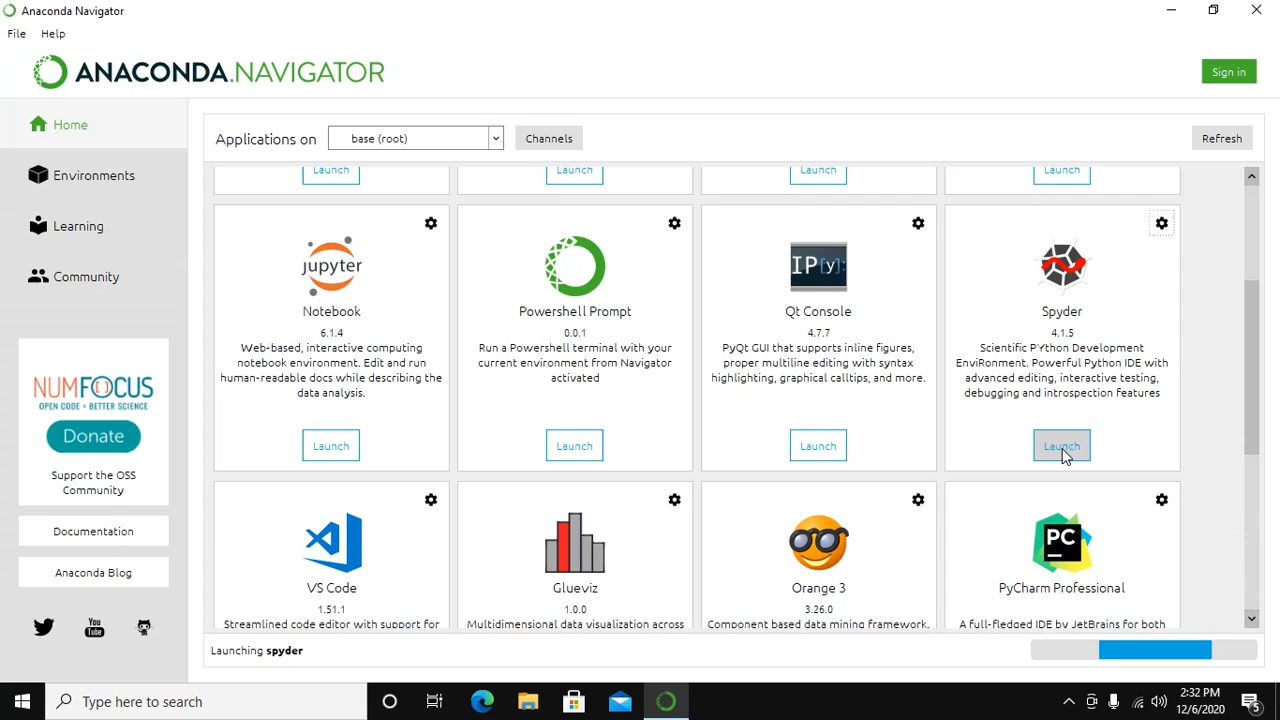 Anaconda Navigator
File Help
ANACONDA.NAVIGATOR
Sign in
Home
Environments
Learning
Community
NUMFOCUS
OPEN CODE + BETTER SCIENCE
Donate
Support the OSS
Community
Documentation
Anaconda Blog
You
Tube
Applications on base (root) Channels Refresh
Launch Launch Launch Launch
jupyter
Notebook
6.1.4
Web-based, interactive computing
notebook environment. Edit and run
human-readable docs while describing the
data analysis.
Launch
Powershell Prompt
0.0.1
Run a Powershell terminal with your
current environment from Navigator
activated
Launch
IP[y]:
Qt Console
4.7.7
PyQt GUI that supports inline figures,
proper multiline editing with syntax
highlighting, graphical calltips, and more.
Launch
Spyder
4.1.5
Scientific PYthon Development
EnviRonment. Powerful Python IDE with
advanced editing, interactive testing,
debugging and introspection features
Launch
VS Code
1.51.1
Streamlined code editor with support for
Glueviz
1.0.0
Multidimensional data visualization across
Orange 3
3.26.0
Component based data mining framework.
PC
PyCharm Professional
A full-fledged IDE by JetBrains for both
Launching spyder
Type here to search
2:32 PM
12/6/2020
5